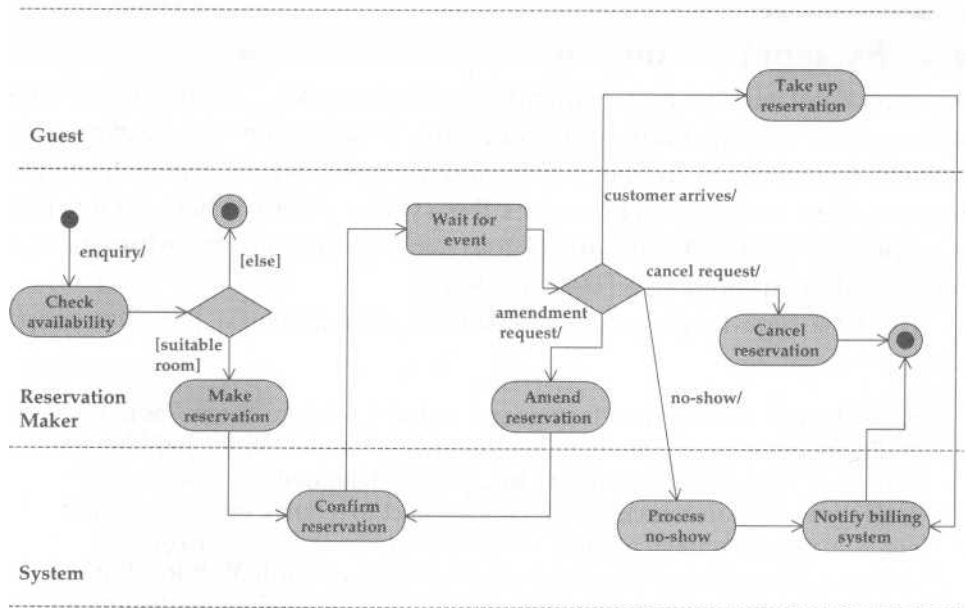 Take up
reservation
Guest
customer arrives/
Wait for
event
enquiry/
[else]
cancel request/
Check
availability
amendment
request/
[suitable
room]
Cancel
reservation
Reservation
Maker
Make
reservation
Amend
reservation
no-show/
Confirm
reservation
Process
no-show
Notify billing
system
System